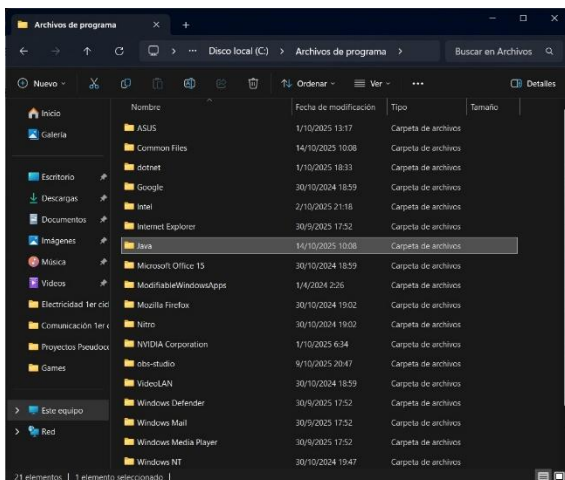 Archivos de programa
Disco local (C:) > Archivos de programa > Buscar en Archivos
Nuevo Ordenar Ver ... Detalles
Nombre Fecha de modificación Tipo Tamaño
Inicio
Galería
Escritorio
Descargas
Documentos
Imágenes
Música
Videos
Electricidad 1er cicl
Comunicación 1er c
Proyectos Pseudoco
Games
Este equipo
Red
ASUS 1/10/2025 13:17 Carpeta de archivos
Common Files 14/10/2025 10:08 Carpeta de archivos
dotnet 1/10/2025 18:33 Carpeta de archivos
Google 30/10/2024 18:59 Carpeta de archivos
Intel 2/10/2025 21:18 Carpeta de archivos
Internet Explorer 30/9/2025 17:52 Carpeta de archivos
Java 14/10/2025 10:08 Carpeta de archivos
Microsoft Office 15 30/10/2024 18:59 Carpeta de archivos
ModifiableWindowsApps 1/4/2024 2:26 Carpeta de archivos
Mozilla Firefox 30/10/2024 19:02 Carpeta de archivos
Nitro 30/10/2024 19:02 Carpeta de archivos
NVIDIA Corporation 1/10/2025 6:34 Carpeta de archivos
obs-studio 9/10/2025 20:47 Carpeta de archivos
VideoLAN 30/10/2024 18:59 Carpeta de archivos
Windows Defender 30/9/2025 17:52 Carpeta de archivos
Windows Mail 30/9/2025 17:52 Carpeta de archivos
Windows Media Player 30/9/2025 17:52 Carpeta de archivos
Windows NT 30/10/2024 19:47 Carpeta de archivos
21 elementos | 1 elemento seleccionado |